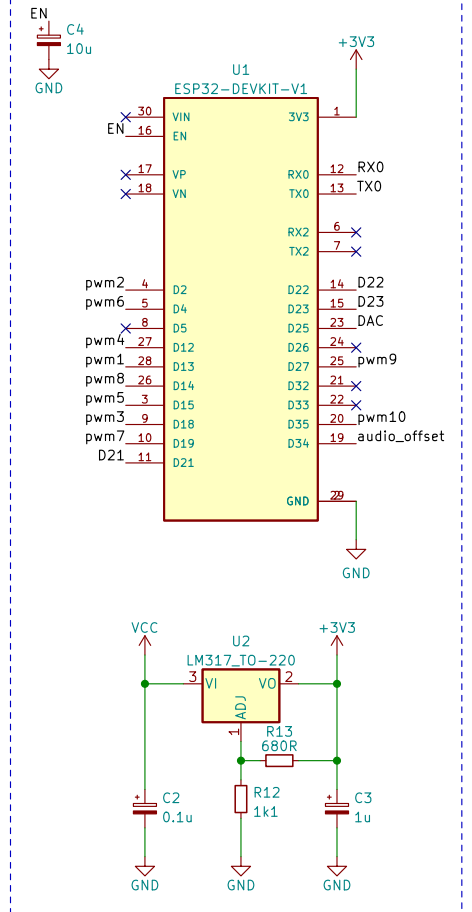 EN
C4
10u
GND
+3V3
U1
ESP32-DEVKIT-V1
30 VIN 3V3 1
EN 16 EN
17 VP RX0 12 RX0
18 VN TX0 13 TX0
RX2 6
TX2 7
pwm2 4 D2 D22 14 D22
pwm6 5 D4 D23 15 D23
8 D5 D25 23 DAC
pwm4 27 D12 D26 24
pwm1 28 D13 D27 25 pwm9
pwm8 26 D14 D32 21
pwm5 3 D15 D33 22
pwm3 9 D18 D35 20 pwm10
pwm7 10 D19 D34 19 audio_offset
D21 11 D21
GND
GND
VCC
U2
+3V3
LM317_TO-220
3 VI VO 2
ADJ
1
R13
680R
R12
1k1
C2
0.1u
C3
1u
GND GND GND